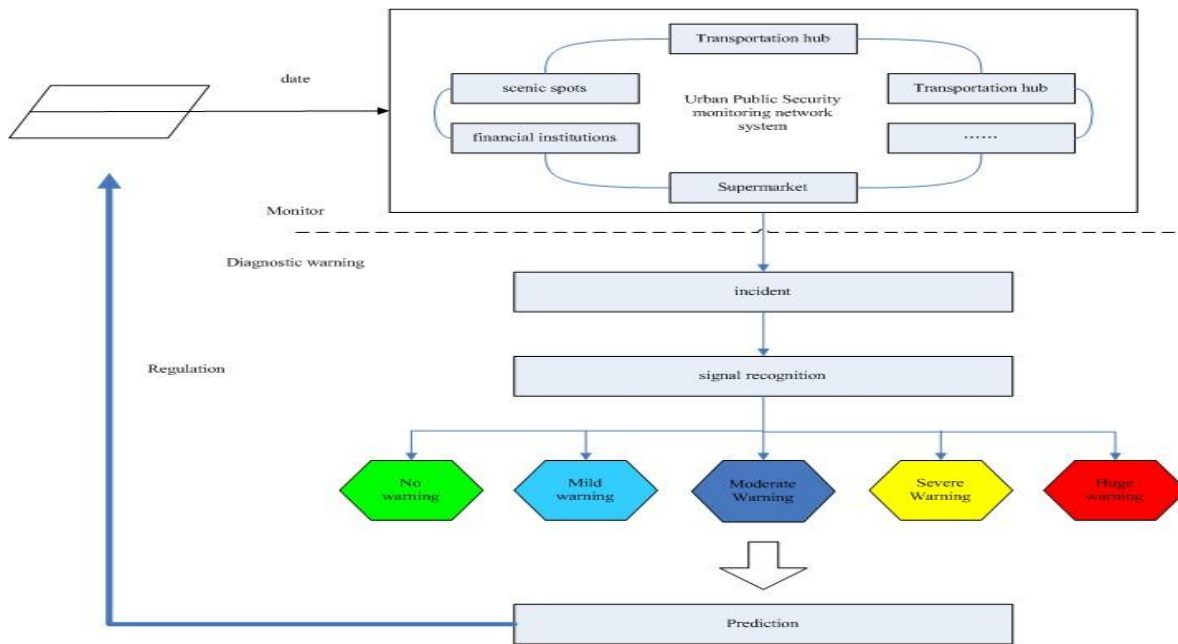 Transportation hub
date
scenic spots
Transportation hub
Urban Public Security
monitoring network
system
financial institutions
......
Supermarket
Monitor
Diagnostic warning
incident
Regulation
signal recognition
No
warning
Mild
warning
Moderate
Warning
Severe
Warning
Huge
warning
Prediction